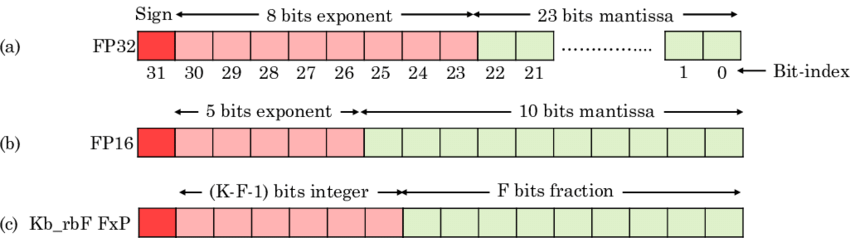 Sign 8 bits exponent 23 bits mantissa
(a) FP32 .................
31 30 29 28 27 26 25 24 23 22 21 1 0 Bit-index
5 bits exponent 10 bits mantissa
(b) FP16
(K-F-1) bits integer F bits fraction
(c) Kb_rbF FxP